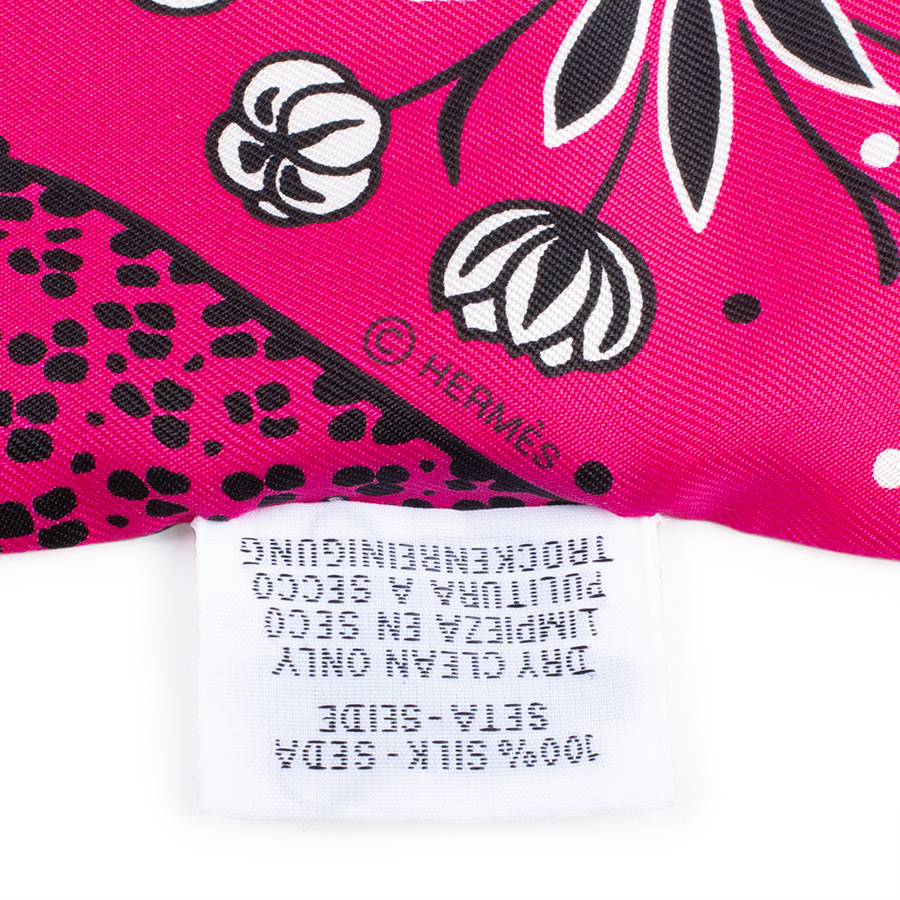 © HERMÈS
100% SILK - SEDA
SETA - SEIDE
DRY CLEAN ONLY
LIMPIEZA EN SECO
PULITURA A SECCO
TROCKENREINIGUNG